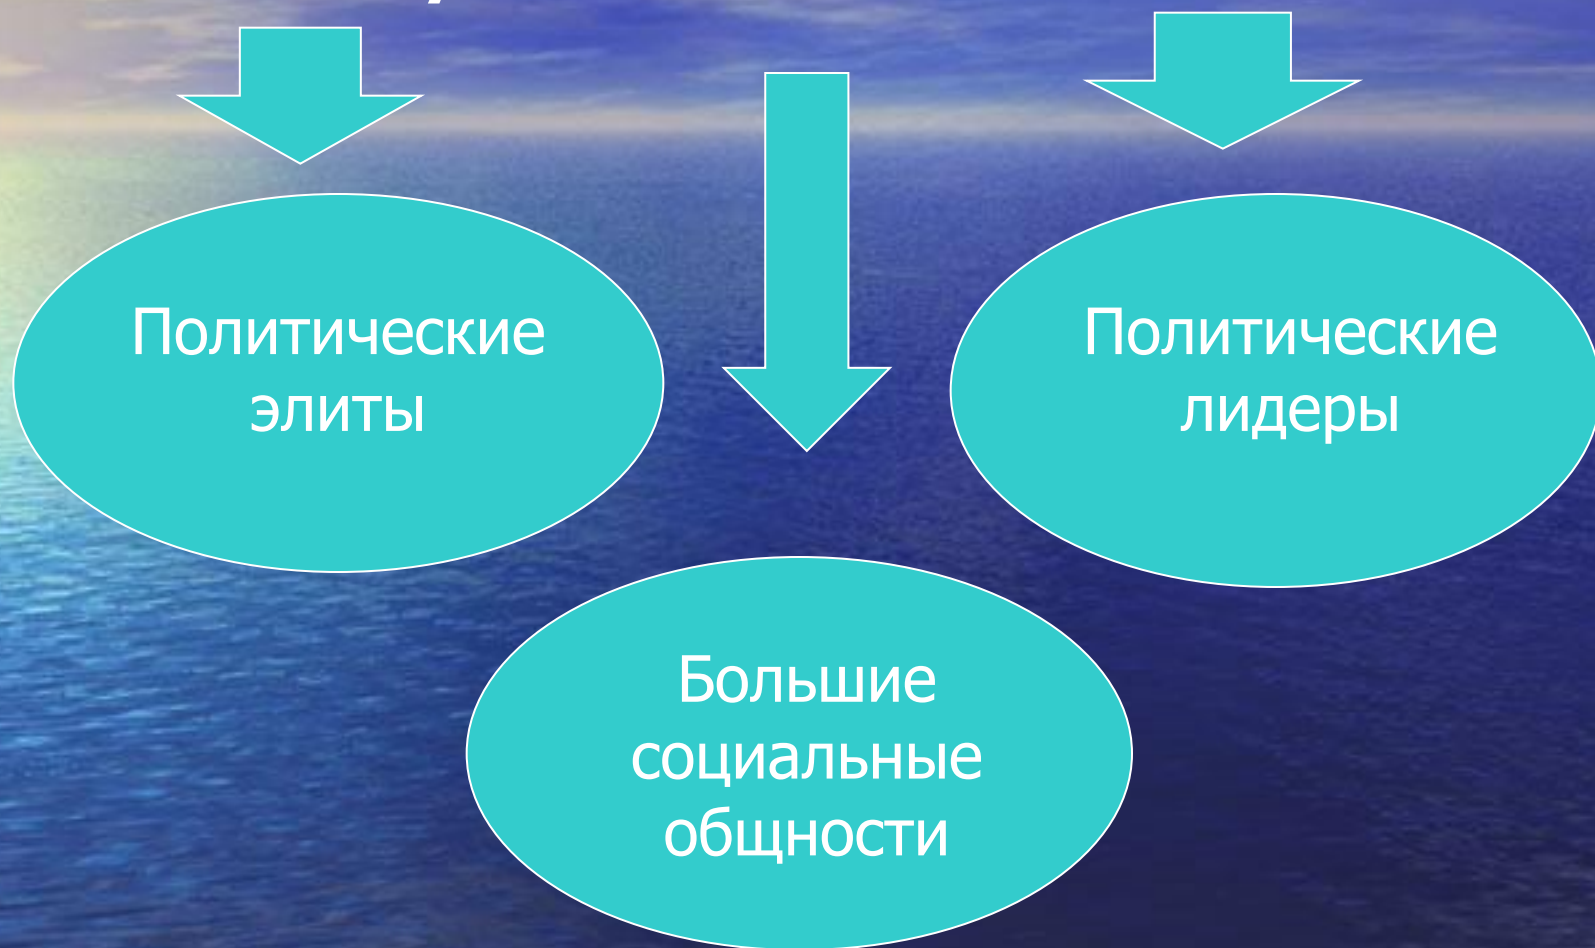 Политические
элиты
Политические
лидеры
Большие
социальные
общности